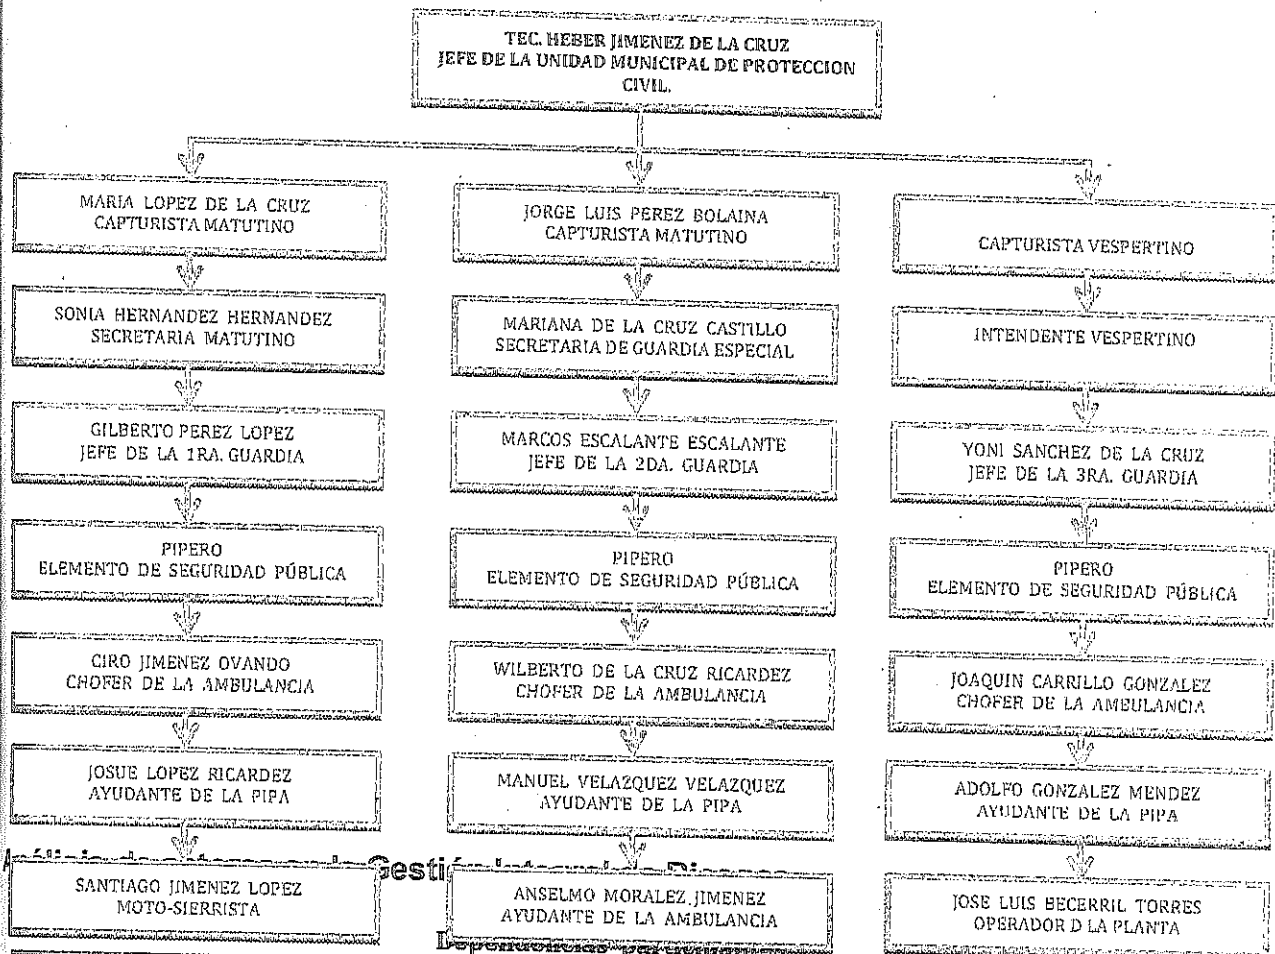 TEC. HEBER JIMENEZ DE LA CRUZ
JEFE DE LA UNIDAD MUNICIPAL DE PROTECCION
CIVIL.
MARIA LOPEZ DE LA CRUZ
CAPTURISTA MATUTINO
SONIA HERNANDEZ HERNANDEZ
SECRETARIA MATUTINO
GILBERTO PEREZ LOPEZ
JEFE DE LA 1RA. GUARDIA
PIPERO
ELEMENTO DE SEGURIDAD PÚBLICA
CIRO JIMENEZ OVANDO
CHOFER DE LA AMBULANCIA
JOSUE LOPEZ RICARDEZ
AYUDANTE DE LA PIPA
SANTIAGO JIMENEZ LOPEZ
MOTO-SIERRISTA
JORGE LUIS PEREZ BOLAINA
CAPTURISTA MATUTINO
MARIANA DE LA CRUZ CASTILLO
SECRETARIA DE GUARDIA ESPECIAL
MARCOS ESCALANTE ESCALANTE
JEFE DE LA 2DA. GUARDIA
PIPERO
ELEMENTO DE SEGURIDAD PÚBLICA
WILBERTO DE LA CRUZ RICARDEZ
CHOFER DE LA AMBULANCIA
MANUEL VELAZQUEZ VELAZQUEZ
AYUDANTE DE LA PIPA
ANSELMO MORALEZ JIMENEZ
AYUDANTE DE LA AMBULANCIA
CAPTURISTA VESPERTINO
INTENDENTE VESPERTINO
YONI SANCHEZ DE LA CRUZ
JEFE DE LA 3RA. GUARDIA
PIPERO
ELEMENTO DE SEGURIDAD PÚBLICA
JOAQUIN CARRILLO GONZALEZ
CHOFER DE LA AMBULANCIA
ADOLFO GONZALEZ MENDEZ
AYUDANTE DE LA PIPA
JOSE LUIS BECERRIL TORRES
OPERADOR D LA PLANTA